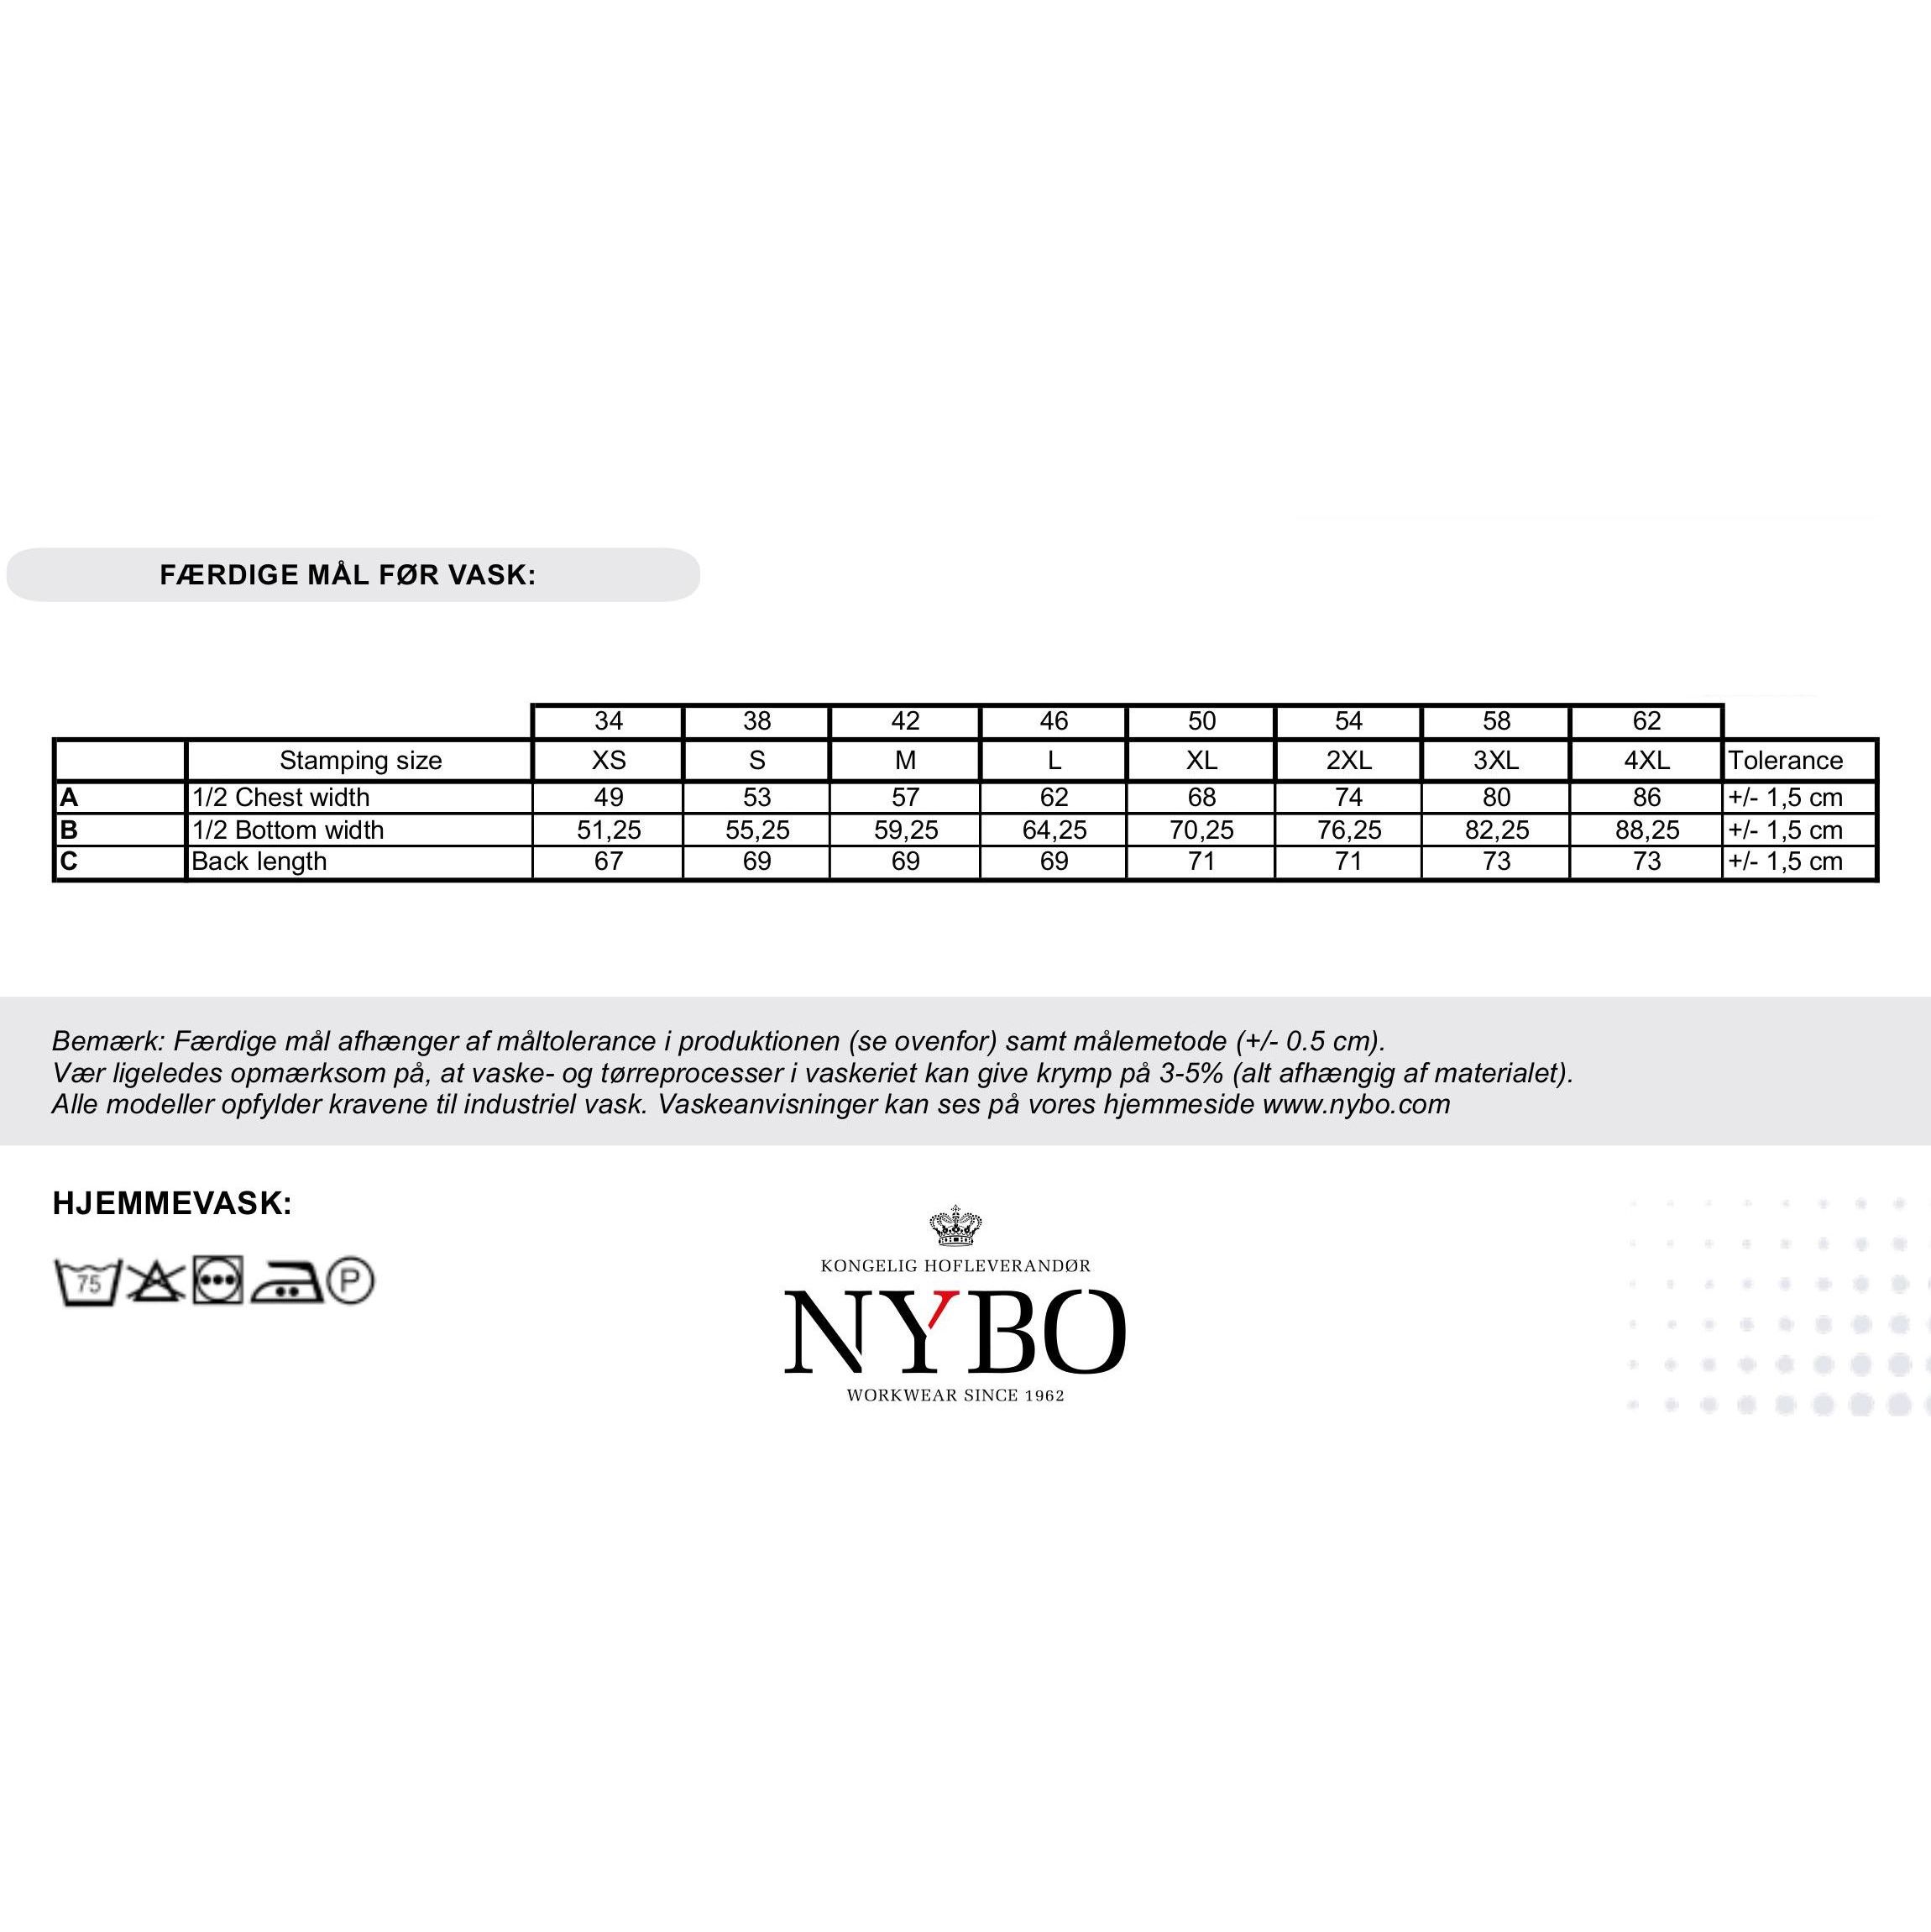 FÆRDIGE MÅL FØR VASK:
34 38 42 46 50 54 58 62
Stamping size XS S M L XL 2XL 3XL 4XL Tolerance
A 1/2 Chest width 49 53 57 62 68 74 80 86 +/- 1,5 cm
B 1/2 Bottom width 51,25 55,25 59,25 64,25 70,25 76,25 82,25 88,25 +/- 1,5 cm
C Back length 67 69 69 69 71 71 73 73 +/- 1,5 cm
Bemærk: Færdige mål afhænger af måltolerance i produktionen (se ovenfor) samt målemetode (+/- 0.5 cm).
Vær ligeledes opmærksom på, at vaske- og tørreprocesser i vaskeriet kan give krymp på 3-5% (alt afhængig af materialet).
Alle modeller opfylder kravene til industriel vask. Vaskeanvisninger kan ses på vores hjemmeside www.nybo.com
HJEMMEVASK:
75 P
KONGELIG HOFLEVERANDØR
NYBO
WORKWEAR SINCE 1962